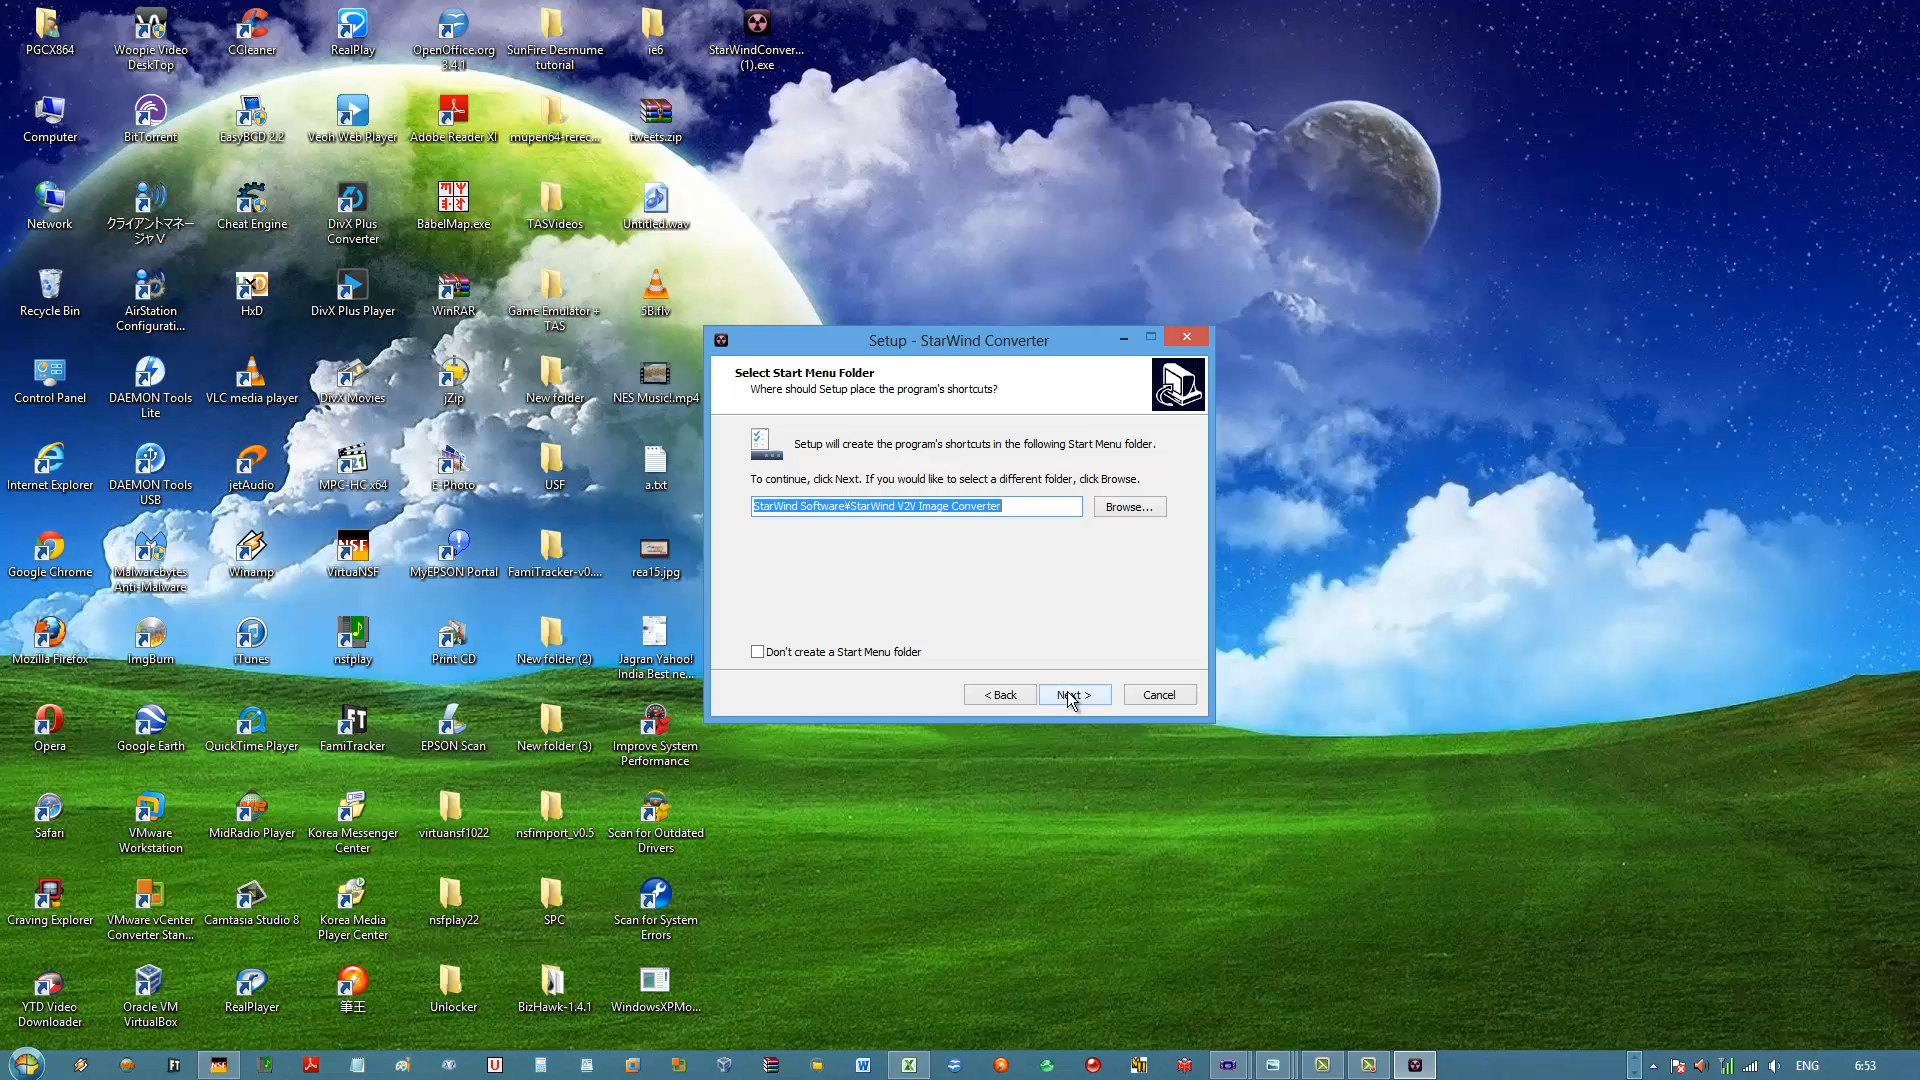 PGCX864
Woopie Video
DeskTop
CCleaner
RealPlay
OpenOffice.org
3.4.1
SunFire Desmume
tutorial
ie6
StarWindConver...
(1).exe
Computer
BitTorrent
EasyBCD 2.2
Veoh Web Player
Adobe Reader XI
mupen64-rerec...
tweets.zip
Network
クライアントマネー
ジャV
Cheat Engine
DivX Plus
Converter
BabelMap.exe
TASVideos
Untitled.wav
Recycle Bin
AirStation
Configurati...
HxD
DivX Plus Player
WinRAR
Game Emulator +
TAS
5B.flv
Control Panel
DAEMON Tools
Lite
VLC media player
DivX Movies
jZip
New folder
NES Music!.mp4
Internet Explorer
DAEMON Tools
USB
jetAudio
MPC-HC x64
E-Photo
USF
a.txt
Google Chrome
Malwarebytes
Anti-Malware
Winamp
VirtuaNSF
MyEPSON Portal
FamiTracker-v0....
rea15.jpg
Mozilla Firefox
ImgBurn
iTunes
nsfplay
Print CD
New folder (2)
Jagran Yahoo!
India Best ne...
Opera
Google Earth
QuickTime Player
FamiTracker
EPSON Scan
New folder (3)
Improve System
Performance
Safari
VMware
Workstation
MidRadio Player
Korea Messenger
Center
virtuansf1022
nsfimport_v0.5
Scan for Outdated
Drivers
Craving Explorer
VMware vCenter
Converter Stan...
Camtasia Studio 8
Korea Media
Player Center
nsfplay22
SPC
Scan for System
Errors
YTD Video
Downloader
Oracle VM
VirtualBox
RealPlayer
筆王
Unlocker
BizHawk-1.4.1
WindowsXPMo...
Setup - StarWind Converter
Select Start Menu Folder
Where should Setup place the program's shortcuts?
Setup will create the program's shortcuts in the following Start Menu folder.
To continue, click Next. If you would like to select a different folder, click Browse.
StarWind Software¥StarWind V2V Image Converter
Browse...
Don't create a Start Menu folder
< Back
Next >
Cancel
ENG
6:53